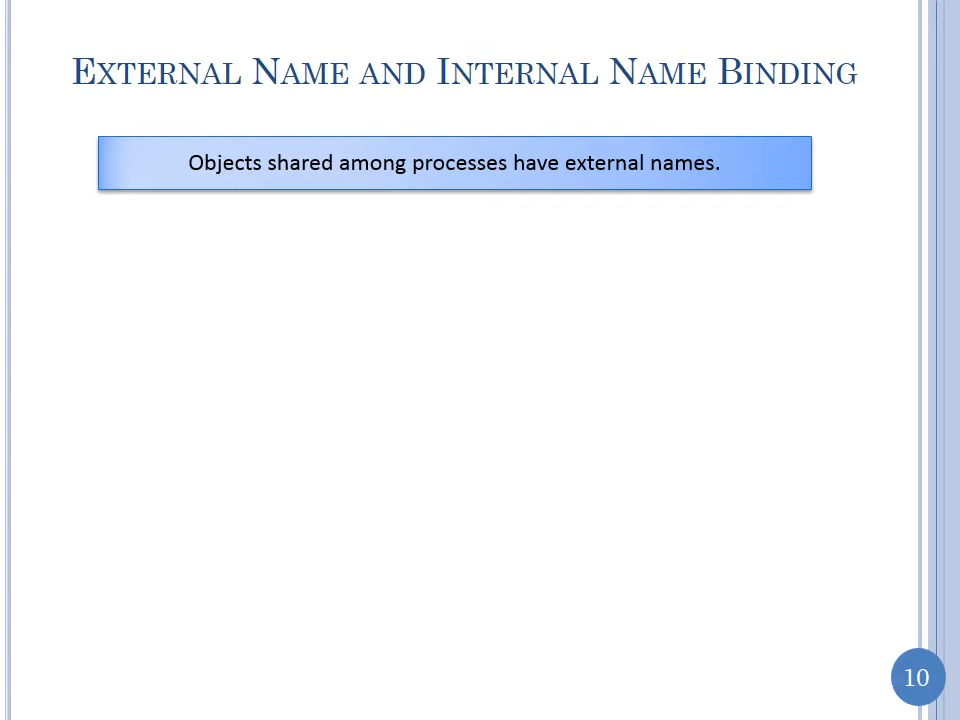 External Name and Internal Name Binding
Objects shared among processes have external names.
10